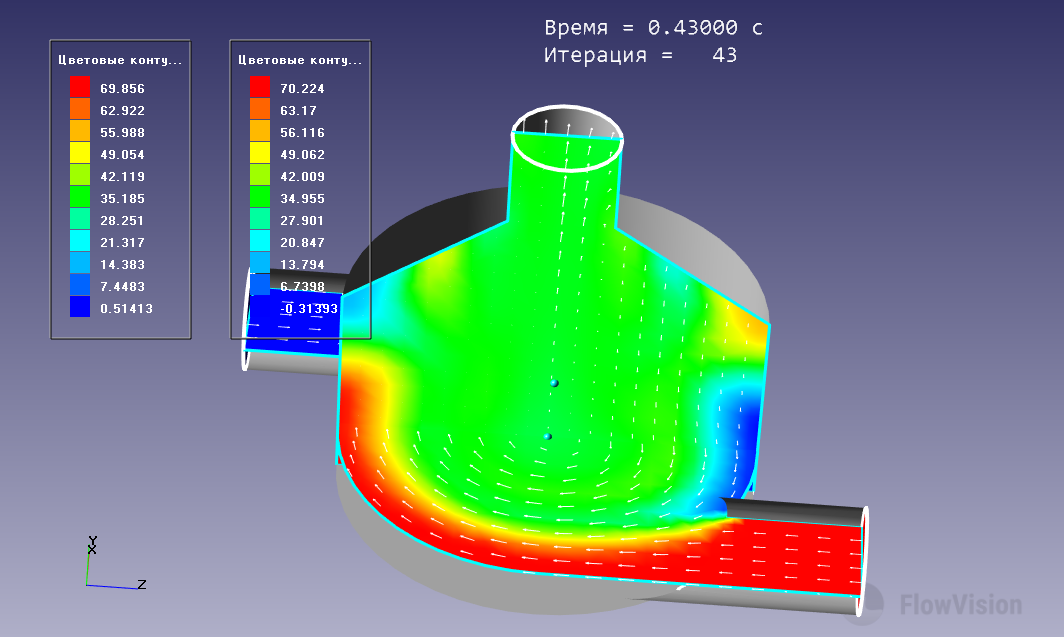 Время = 0.43000 с
Итерация = 43
Цветовые конту...
69.856
62.922
55.988
49.054
42.119
35.185
28.251
21.317
14.383
7.4483
0.51413
Цветовые конту...
70.224
63.17
56.116
49.062
42.009
34.955
27.901
20.847
13.794
6.7398
-0.31393
Y
X
Z
FlowVision